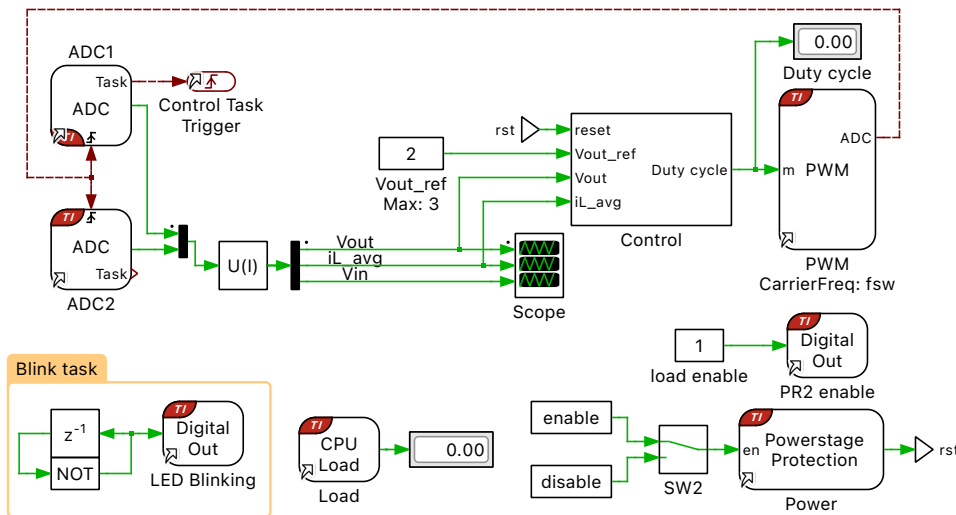 ADC1
Task
ADC
TI
Control Task
Trigger
TI
ADC
Task
ADC2
U(I)
Vout
iL_avg
Vin
Scope
rst
2
Vout_ref
Max: 3
reset
Vout_ref
Vout
iL_avg
Duty cycle
Control
0.00
Duty cycle
TI
ADC
m
PWM
PWM
CarrierFreq: fsw
1
load enable
TI
Digital
Out
PR2 enable
Blink task
z-1
NOT
TI
Digital
Out
LED Blinking
TI
CPU
Load
Load
0.00
enable
disable
SW2
TI
en
Powerstage
Protection
Power
rst